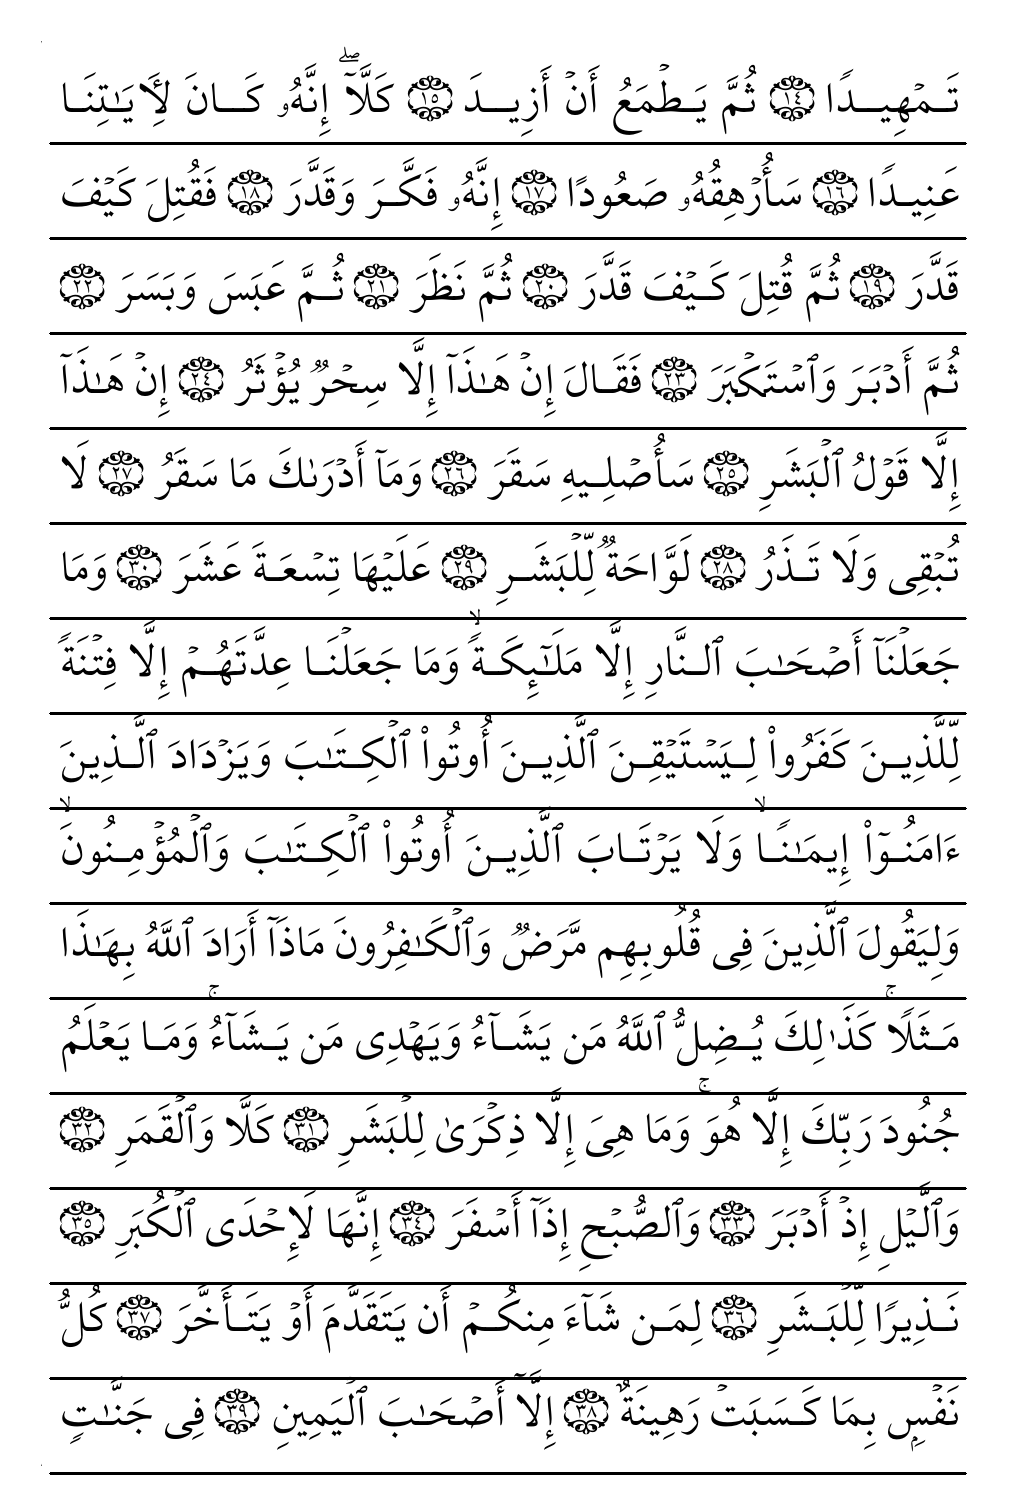 تَمْهِيدًا ١٤ ثُمَّ يَطْمَعُ أَنْ أَزِيدَ ١٥ كَلَّآ ۖ إِنَّهُۥ كَانَ لِـَٔايَـٰتِنَا
عَنِيدًا ١٦ سَأُرْهِقُهُۥ صَعُودًا ١٧ إِنَّهُۥ فَكَّرَ وَقَدَّرَ ١٨ فَقُتِلَ كَيْفَ
قَدَّرَ ١٩ ثُمَّ قُتِلَ كَيْفَ قَدَّرَ ٢٠ ثُمَّ نَظَرَ ٢١ ثُمَّ عَبَسَ وَبَسَرَ ٢٢
ثُمَّ أَدْبَرَ وَٱسْتَكْبَرَ ٢٣ فَقَالَ إِنْ هَـٰذَآ إِلَّا سِحْرٌ يُؤْثَرُ ٢٤ إِنْ هَـٰذَآ
إِلَّا قَوْلُ ٱلْبَشَرِ ٢٥ سَأُصْلِيهِ سَقَرَ ٢٦ وَمَآ أَدْرَىٰكَ مَا سَقَرُ ٢٧ لَا
تُبْقِى وَلَا تَذَرُ ٢٨ لَوَّاحَةٌ لِّلْبَشَرِ ٢٩ عَلَيْهَا تِسْعَةَ عَشَرَ ٣٠ وَمَا
جَعَلْنَآ أَصْحَـٰبَ ٱلنَّارِ إِلَّا مَلَـٰٓئِكَةً ۙ وَمَا جَعَلْنَا عِدَّتَهُمْ إِلَّا فِتْنَةً
لِّلَّذِينَ كَفَرُوا۟ لِيَسْتَيْقِنَ ٱلَّذِينَ أُوتُوا۟ ٱلْكِتَـٰبَ وَيَزْدَادَ ٱلَّذِينَ
ءَامَنُوٓا۟ إِيمَـٰنًا ۙ وَلَا يَرْتَابَ ٱلَّذِينَ أُوتُوا۟ ٱلْكِتَـٰبَ وَٱلْمُؤْمِنُونَ ۙ
وَلِيَقُولَ ٱلَّذِينَ فِى قُلُوبِهِم مَّرَضٌ وَٱلْكَـٰفِرُونَ مَاذَآ أَرَادَ ٱللَّهُ بِهَـٰذَا
مَثَلًا ۚ كَذَٰلِكَ يُضِلُّ ٱللَّهُ مَن يَشَآءُ وَيَهْدِى مَن يَشَآءُ ۚ وَمَا يَعْلَمُ
جُنُودَ رَبِّكَ إِلَّا هُوَ ۚ وَمَا هِىَ إِلَّا ذِكْرَىٰ لِلْبَشَرِ ٣١ كَلَّا وَٱلْقَمَرِ ٣٢
وَٱلَّيْلِ إِذْ أَدْبَرَ ٣٣ وَٱلصُّبْحِ إِذَآ أَسْفَرَ ٣٤ إِنَّهَا لَإِحْدَى ٱلْكُبَرِ ٣٥
نَذِيرًا لِّلْبَشَرِ ٣٦ لِمَن شَآءَ مِنكُمْ أَن يَتَقَدَّمَ أَوْ يَتَأَخَّرَ ٣٧ كُلُّ
نَفْسٍۭ بِمَا كَسَبَتْ رَهِينَةٌ ٣٨ إِلَّآ أَصْحَـٰبَ ٱلْيَمِينِ ٣٩ فِى جَنَّـٰتٍ